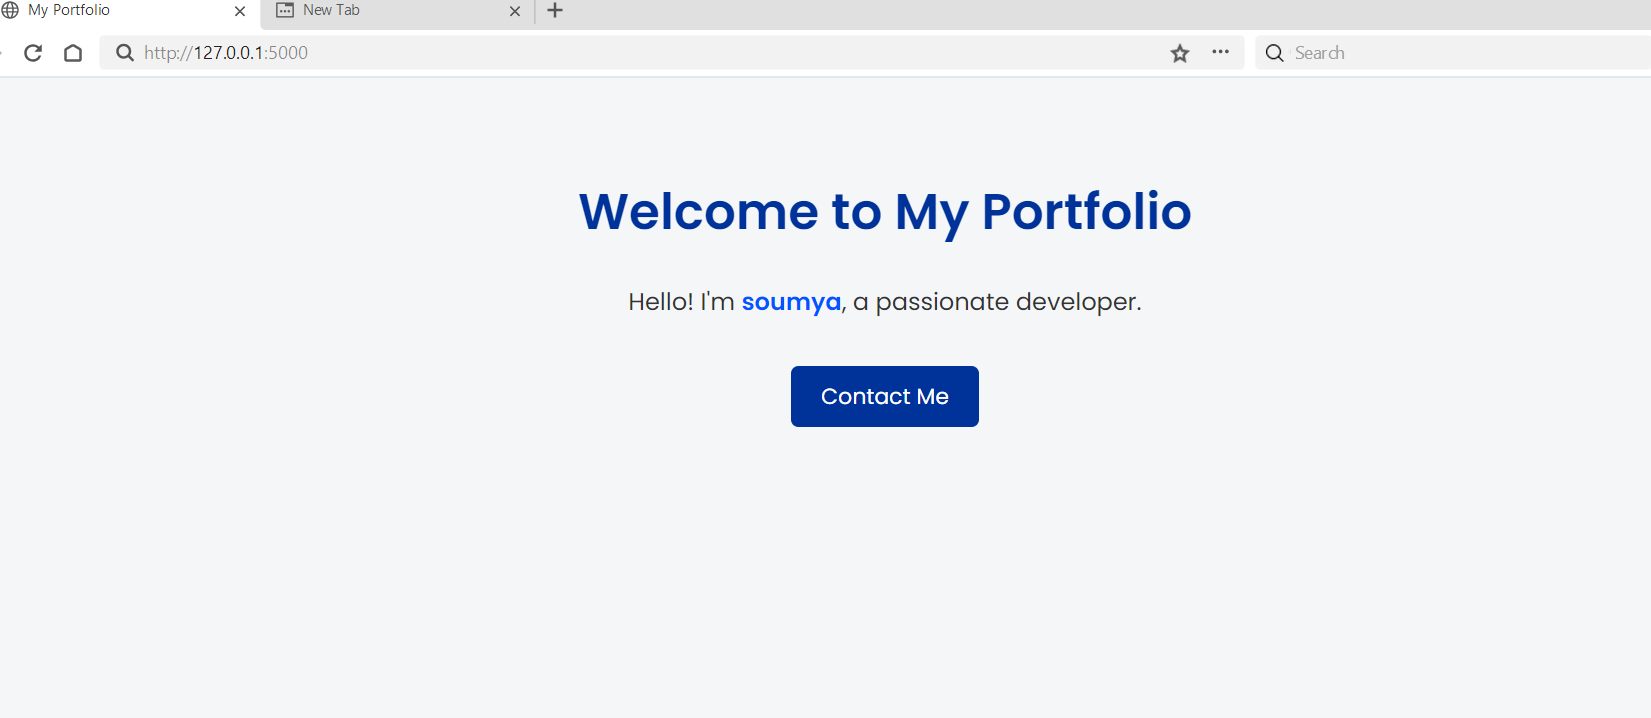 My Portfolio
New Tab
http://127.0.0.1:5000
Search
Welcome to My Portfolio
Hello! I'm soumya, a passionate developer.
Contact Me